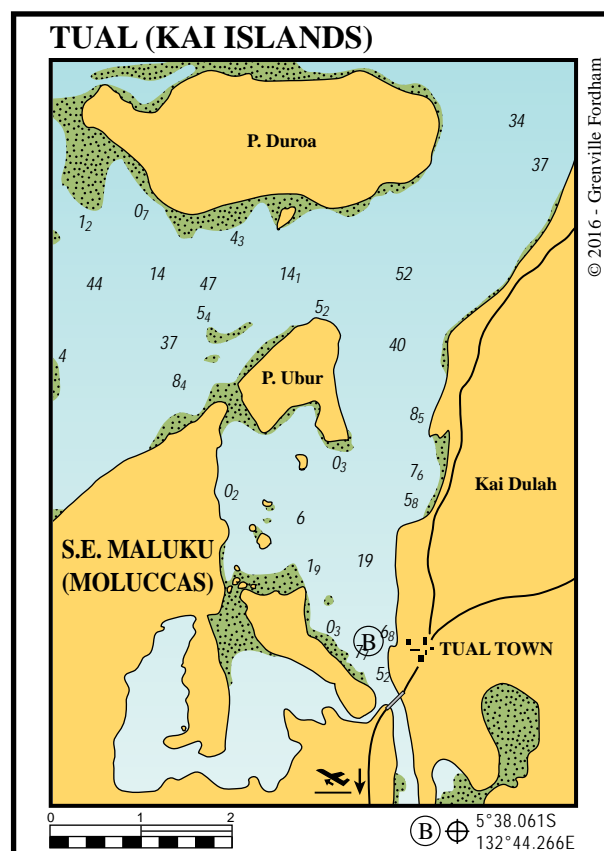 TUAL (KAI ISLANDS)
© 2016 - Grenville Fordham
34
P. Duroa
37
1₂
0₇
4₃
44
14
47
14₁
52
5₄
5₂
4
37
40
P. Ubur
8₄
8₅
0₃
7₆
Kai Dulah
0₂
5₈
6
S.E. MALUKU
(MOLUCCAS)
1₉
19
0₃
6₈
B
TUAL TOWN
5₂
0 1 2
B 5°38.061S
132°44.266E